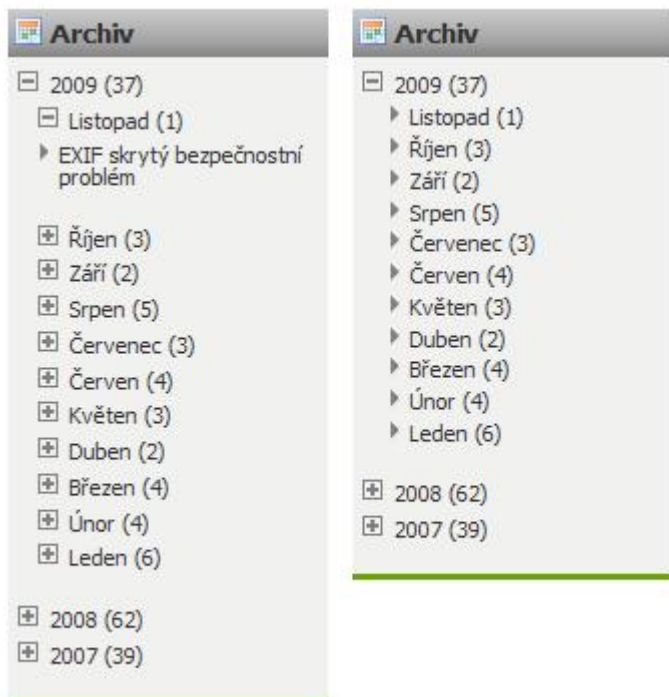 Archiv
2009 (37)
Listopad (1)
EXIF skrytý bezpečnostní
problém
Říjen (3)
Září (2)
Srpen (5)
Červenec (3)
Červen (4)
Květen (3)
Duben (2)
Březen (4)
Únor (4)
Leden (6)
2008 (62)
2007 (39)
Archiv
2009 (37)
Listopad (1)
Říjen (3)
Září (2)
Srpen (5)
Červenec (3)
Červen (4)
Květen (3)
Duben (2)
Březen (4)
Únor (4)
Leden (6)
2008 (62)
2007 (39)